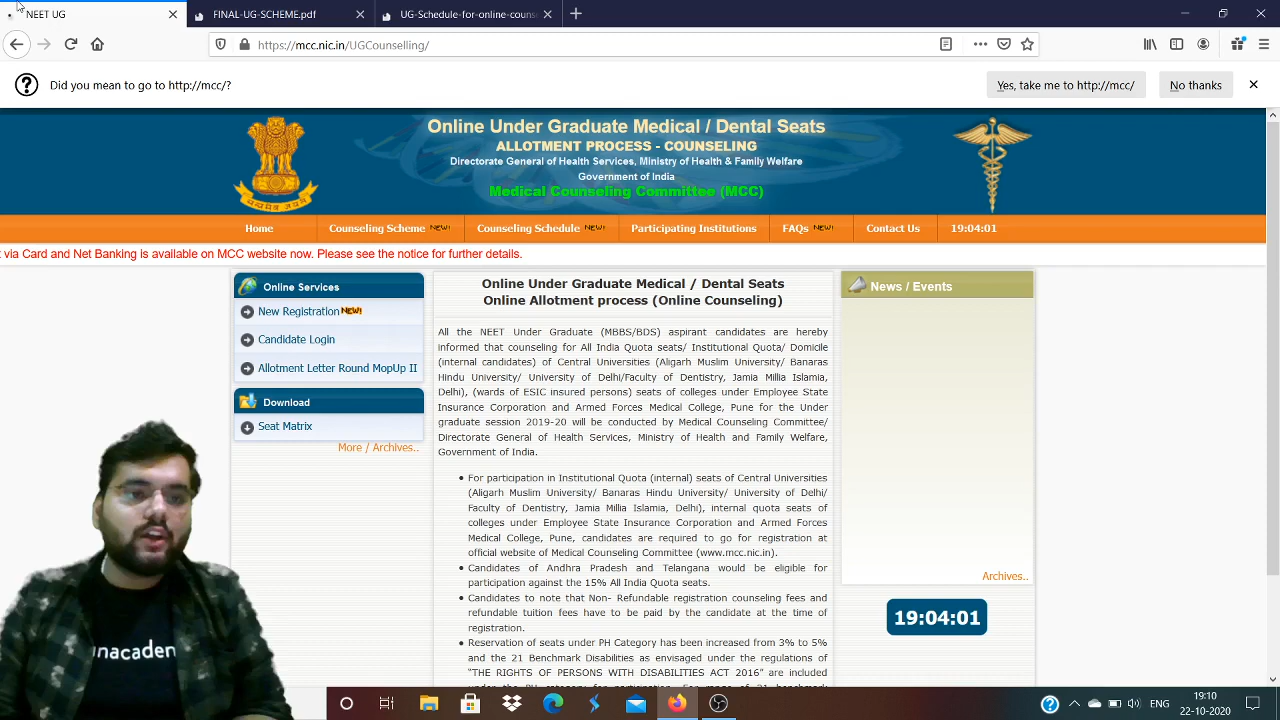 NEET UG
FINAL-UG-SCHEME.pdf
UG-Schedule-for-online-couns
https://mcc.nic.in/UGCounselling/
Did you mean to go to http://mcc/?
Yes, take me to http://mcc/
No thanks
Online Under Graduate Medical / Dental Seats
ALLOTMENT PROCESS - COUNSELING
Directorate General of Health Services, Ministry of Health & Family Welfare
Government of India
Medical Counseling Committee (MCC)
सत्यमेव जयते
Home
Counseling Scheme NEW!
Counseling Schedule NEW!
Participating Institutions
FAQs NEW!
Contact Us
19:04:01
via Card and Net Banking is available on MCC website now. Please see the notice for further details.
Online Services
New Registration NEW!
Candidate Login
Allotment Letter Round MopUp II
Download
Seat Matrix
More / Archives..
Online Under Graduate Medical / Dental Seats
Online Allotment process (Online Counseling)
All the NEET Under Graduate (MBBS/BDS) aspirant candidates are hereby
informed that counseling for All India Quota seats/ Institutional Quota/ Domicile
(internal candidates) of Central Universities (Aligarh Muslim University/ Banaras
Hindu University/ University of Delhi/Faculty of Dentistry, Jamia Millia Islamia,
Delhi), (wards of ESIC insured persons) seats of colleges under Employee State
Insurance Corporation and Armed Forces Medical College, Pune for the Under
graduate session 2019-20 will be conducted by Medical Counseling Committee/
Directorate General of Health Services, Ministry of Health and Family Welfare,
Government of India.
For participation in Institutional Quota (internal) seats of Central Universities
(Aligarh Muslim University/ Banaras Hindu University/ University of Delhi/
Faculty of Dentistry, Jamia Millia Islamia, Delhi), internal quota seats of
colleges under Employee State Insurance Corporation and Armed Forces
Medical College, Pune, candidates are required to go for registration at
official website of Medical Counseling Committee (www.mcc.nic.in).
Candidates of Andhra Pradesh and Telangana would be eligible for
participation against the 15% All India Quota seats.
Candidates to note that Non- Refundable registration counseling fees and
refundable tuition fees have to be paid by the candidate at the time of
registration.
Reservation of seats under PH Category has been increased from 3% to 5%
and the 21 Benchmark Disabilities as envisaged under the regulations of
"THE RIGHTS OF PERSONS WITH DISABILITIES ACT 2016" are included
News / Events
Archives..
19:04:01
unacadem
ENG
19:10
22-10-2020